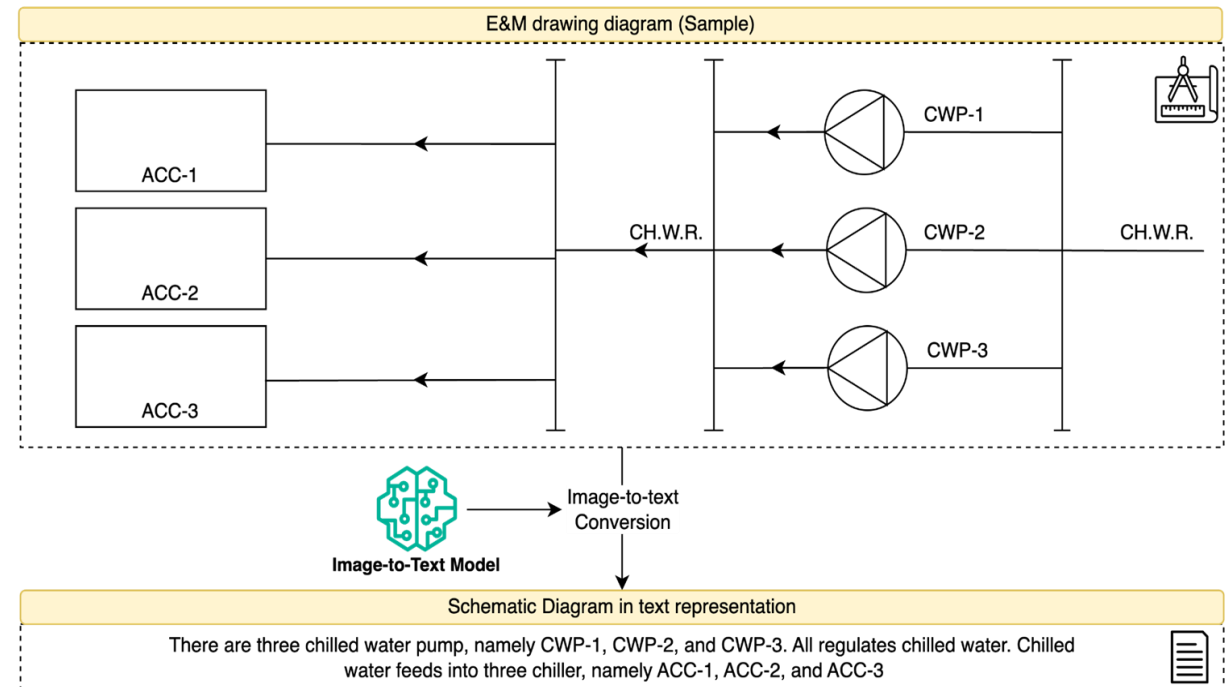 E&M drawing diagram (Sample)
CWP-1
ACC-1
CH.W.R.
CWP-2
CH.W.R.
ACC-2
CWP-3
ACC-3
Image-to-text
Conversion
Image-to-Text Model
Schematic Diagram in text representation
There are three chilled water pump, namely CWP-1, CWP-2, and CWP-3. All regulates chilled water. Chilled
water feeds into three chiller, namely ACC-1, ACC-2, and ACC-3